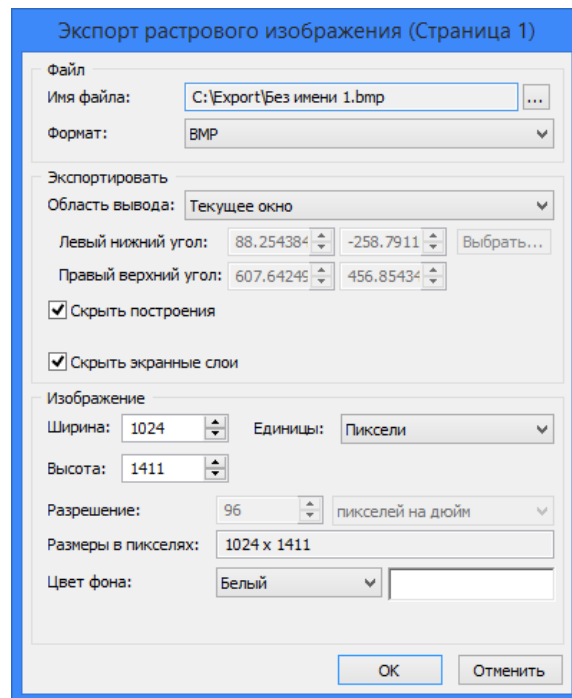 Экспорт растрового изображения (Страница 1)
Файл
Имя файла: C:\Export\Без имени 1.bmp ...
Формат: BMP
Экспортировать
Область вывода: Текущее окно
Левый нижний угол: 88.254384 -258.7911 Выбрать...
Правый верхний угол: 607.64249 456.85434
Скрыть построения
Скрыть экранные слои
Изображение
Ширина: 1024 Единицы: Пиксели
Высота: 1411
Разрешение: 96 пикселей на дюйм
Размеры в пикселях: 1024 x 1411
Цвет фона: Белый
OK Отменить